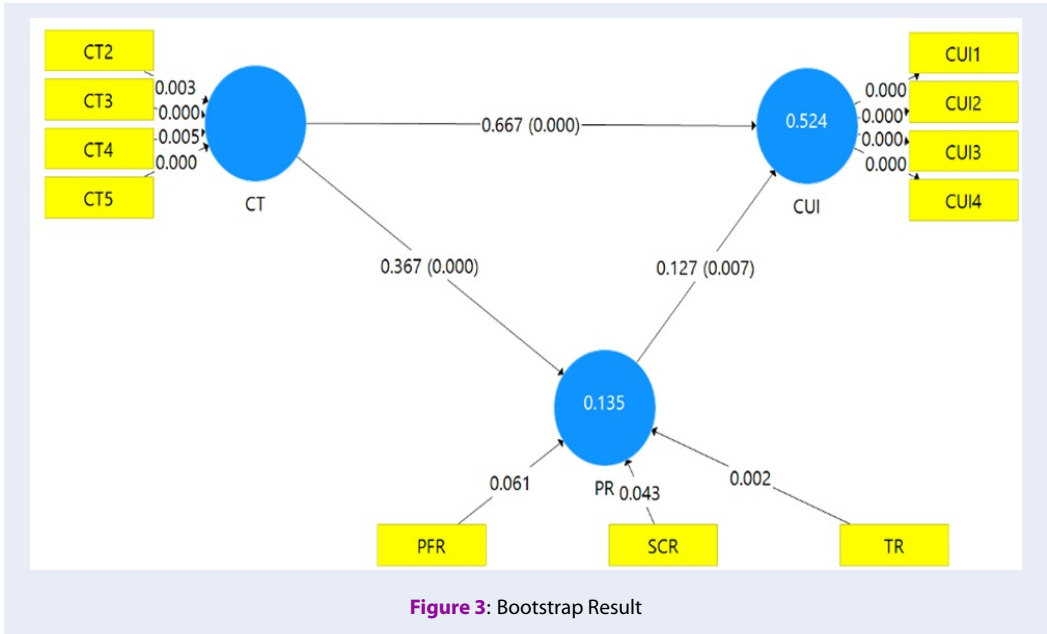 CT2
CT3
CT4
CT5
0.003
0.000
0.005
0.000
CT
0.667 (0.000)
0.524
CUI
0.000
0.000
0.000
0.000
CUI1
CUI2
CUI3
CUI4
0.367 (0.000)
0.127 (0.007)
0.135
PR
0.061
0.043
0.002
PFR
SCR
TR
Figure 3: Bootstrap Result